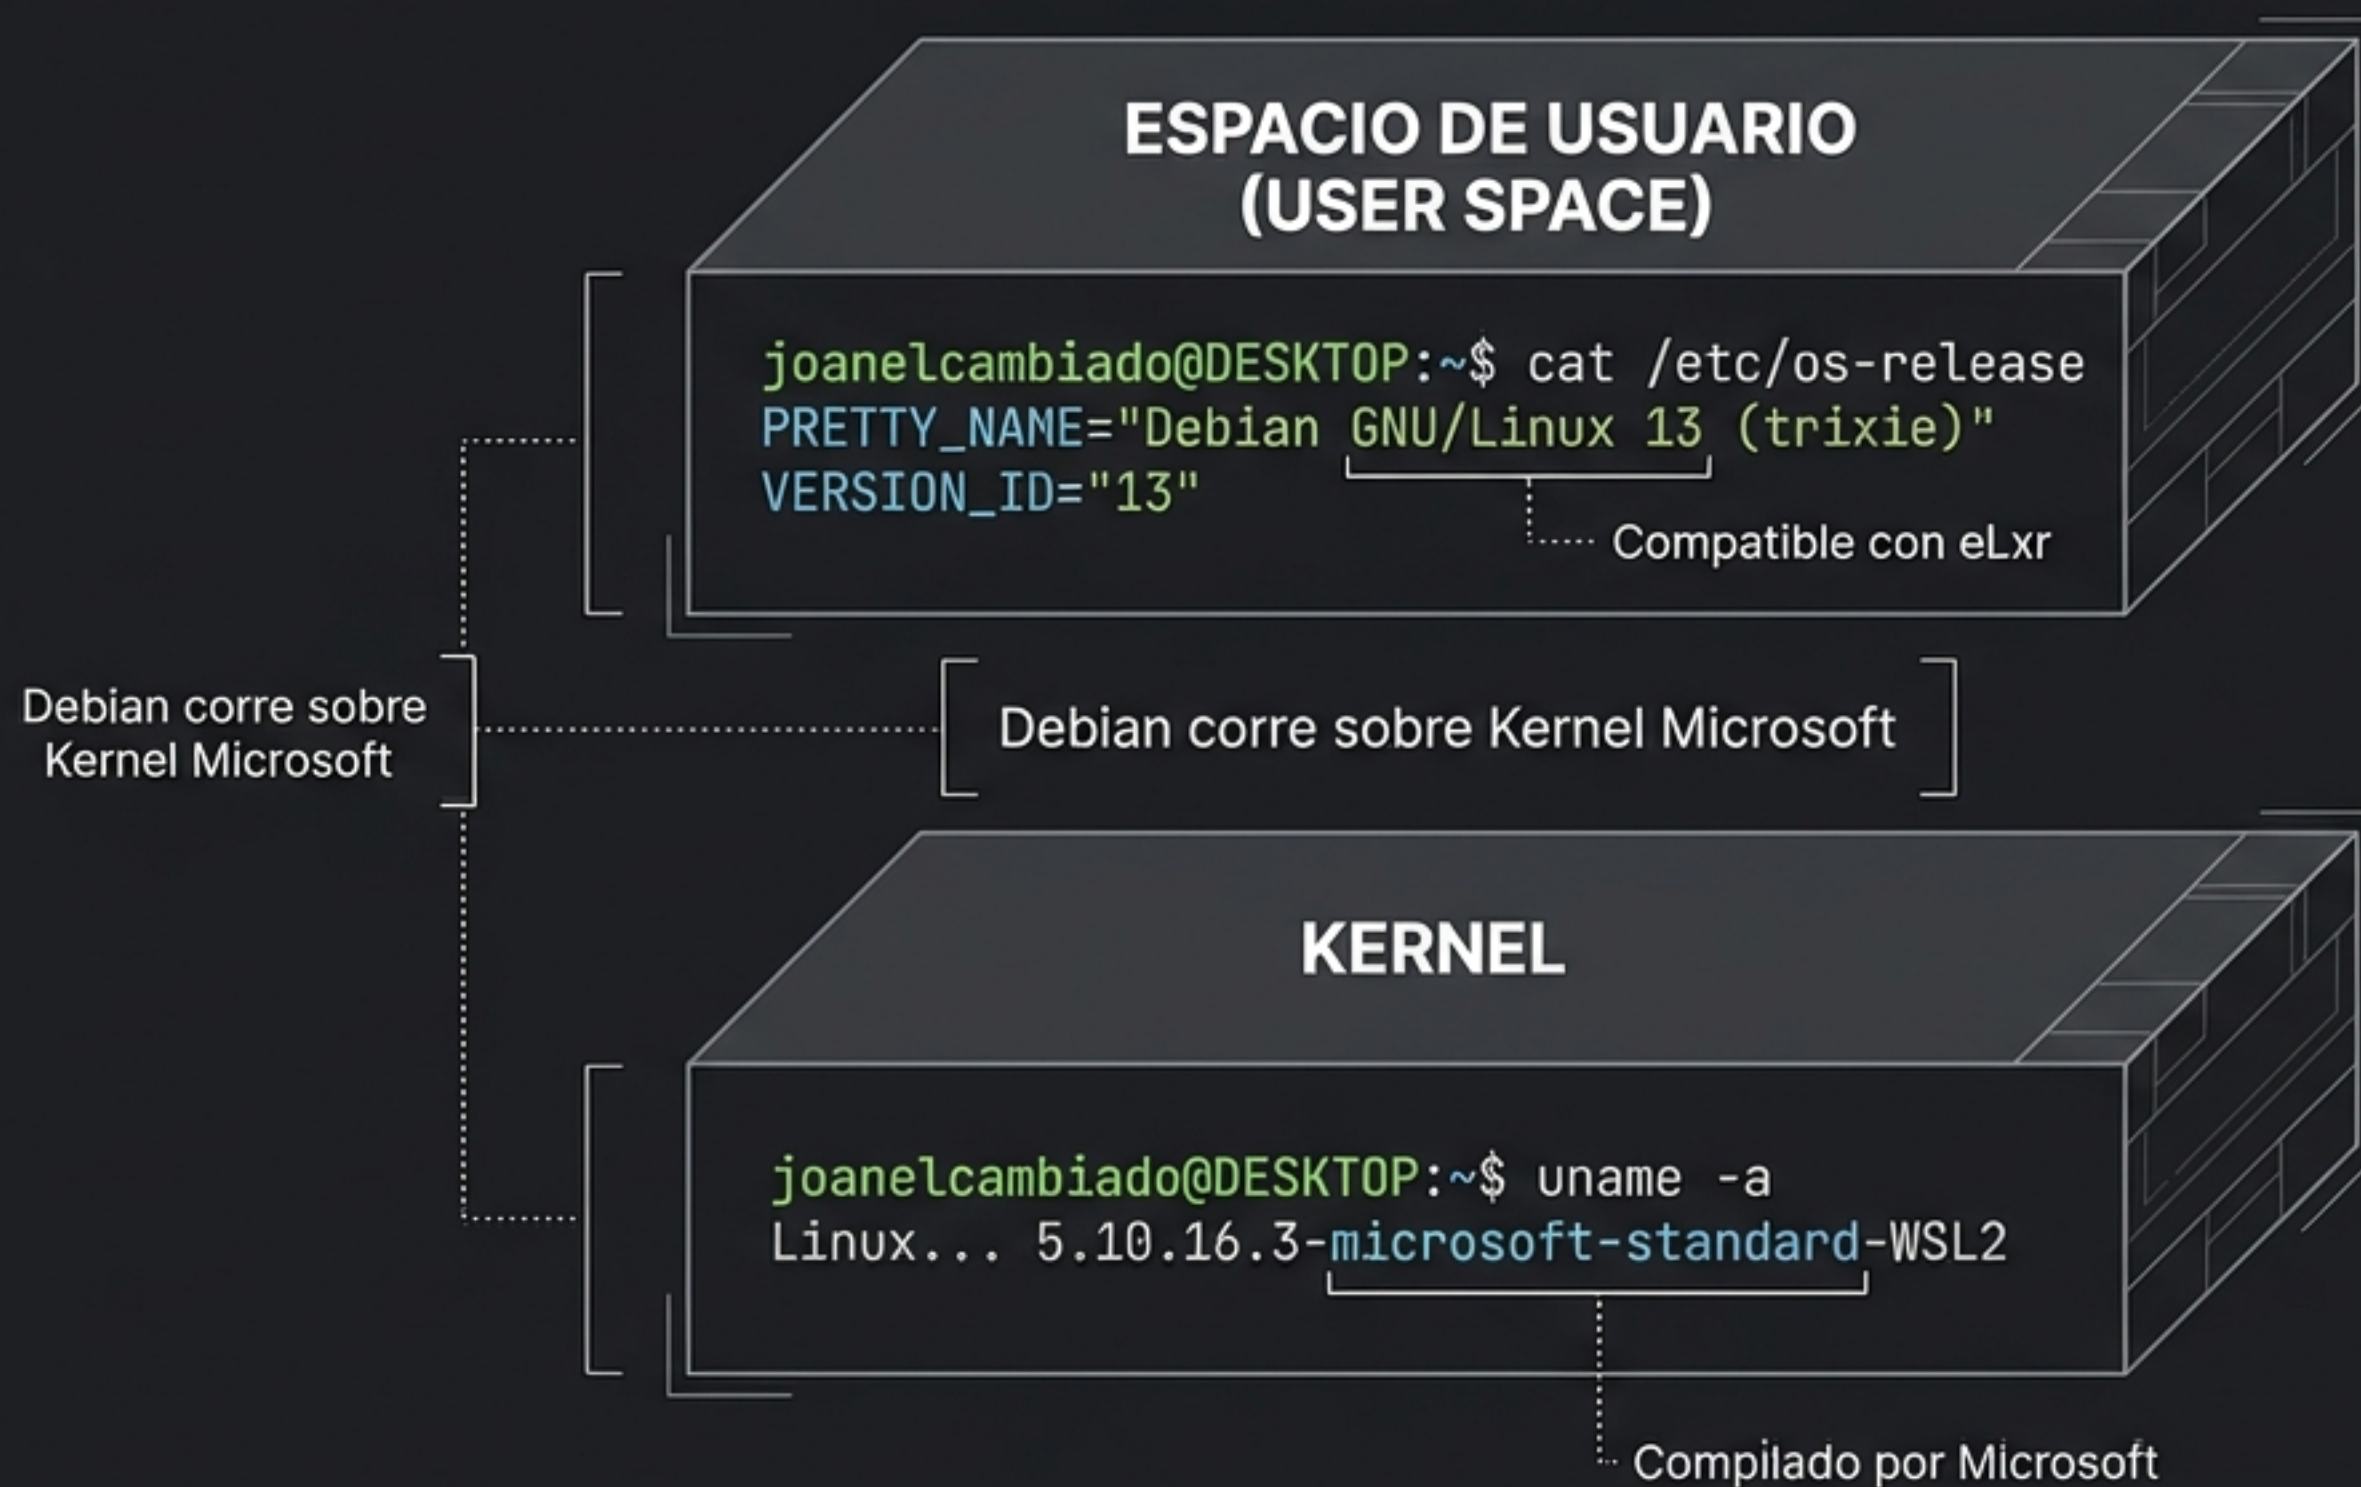 ESPACIO DE USUARIO
(USER SPACE)
joanelcambiado@DESKTOP:~$ cat /etc/os-release
PRETTY_NAME="Debian GNU/Linux 13 (trixie)"
VERSION_ID="13"
Compatible con eLxr
Debian corre sobre
Kernel Microsoft
Debian corre sobre Kernel Microsoft
KERNEL
joanelcambiado@DESKTOP:~$ uname -a
Linux... 5.10.16.3-microsoft-standard-WSL2
Compilado por Microsoft